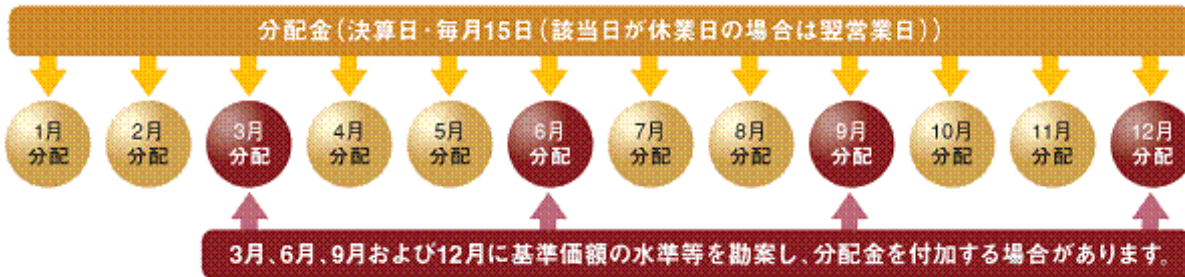 分配金(決算日・毎月15日(該当日が休業日の場合は翌営業日))
1月 2月 3月 4月 5月 6月 7月 8月 9月 10月 11月 12月
分配 分配 分配 分配 分配 分配 分配 分配 分配 分配 分配 分配
3月、6月、9月および12月に基準価額の水準等を勘案し、分配金を付加する場合があります。